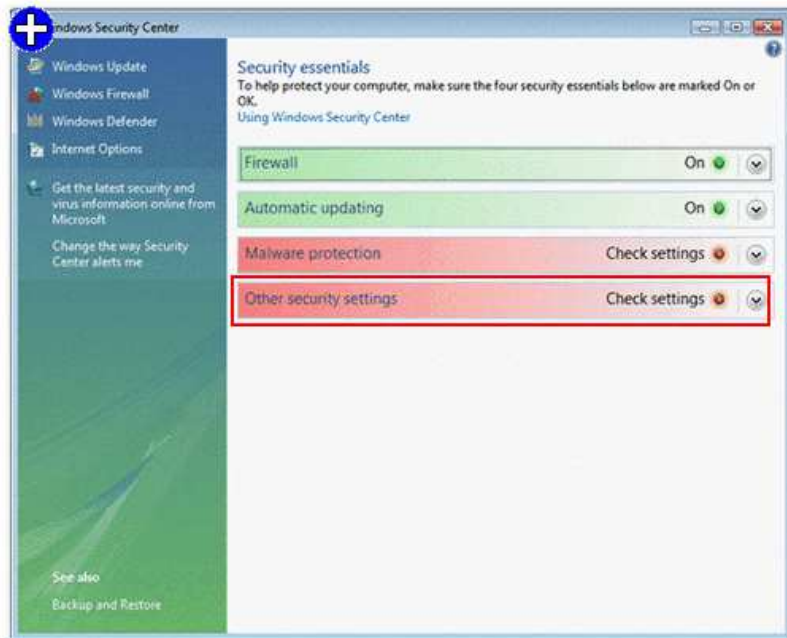 ndows Security Center
Windows Update
Windows Firewall
Windows Defender
Internet Options
Get the latest security and
virus information online from
Microsoft
Change the way Security
Center alerts me
See also
Backup and Restore
Security essentials
To help protect your computer, make sure the four security essentials below are marked On or
OK.
Using Windows Security Center
Firewall On
Automatic updating On
Malware protection Check settings
Other security settings Check settings